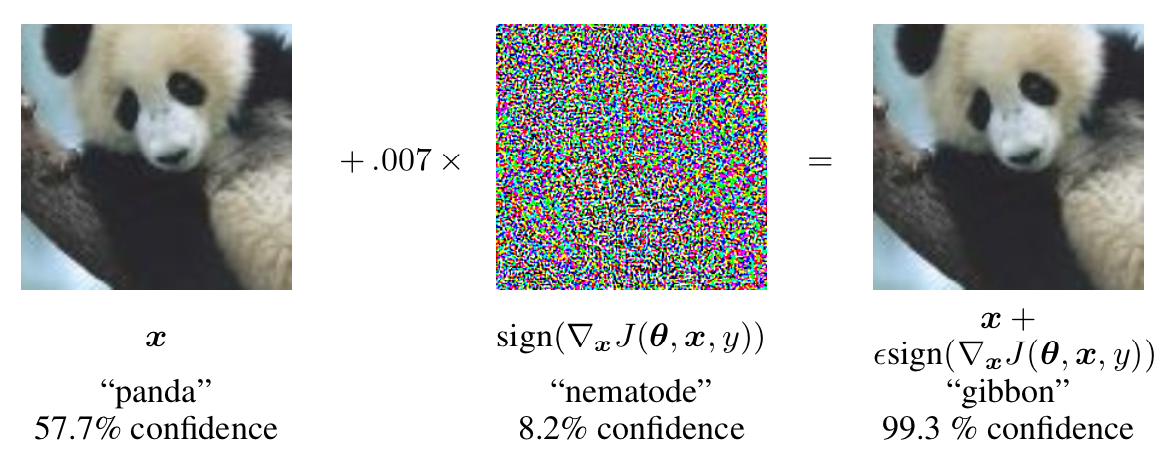 + .007 ×
=
x
sign(∇ₓJ(θ, x, y))
x +
ϵsign(∇ₓJ(θ, x, y))
“panda”
“nematode”
“gibbon”
57.7% confidence
8.2% confidence
99.3 % confidence